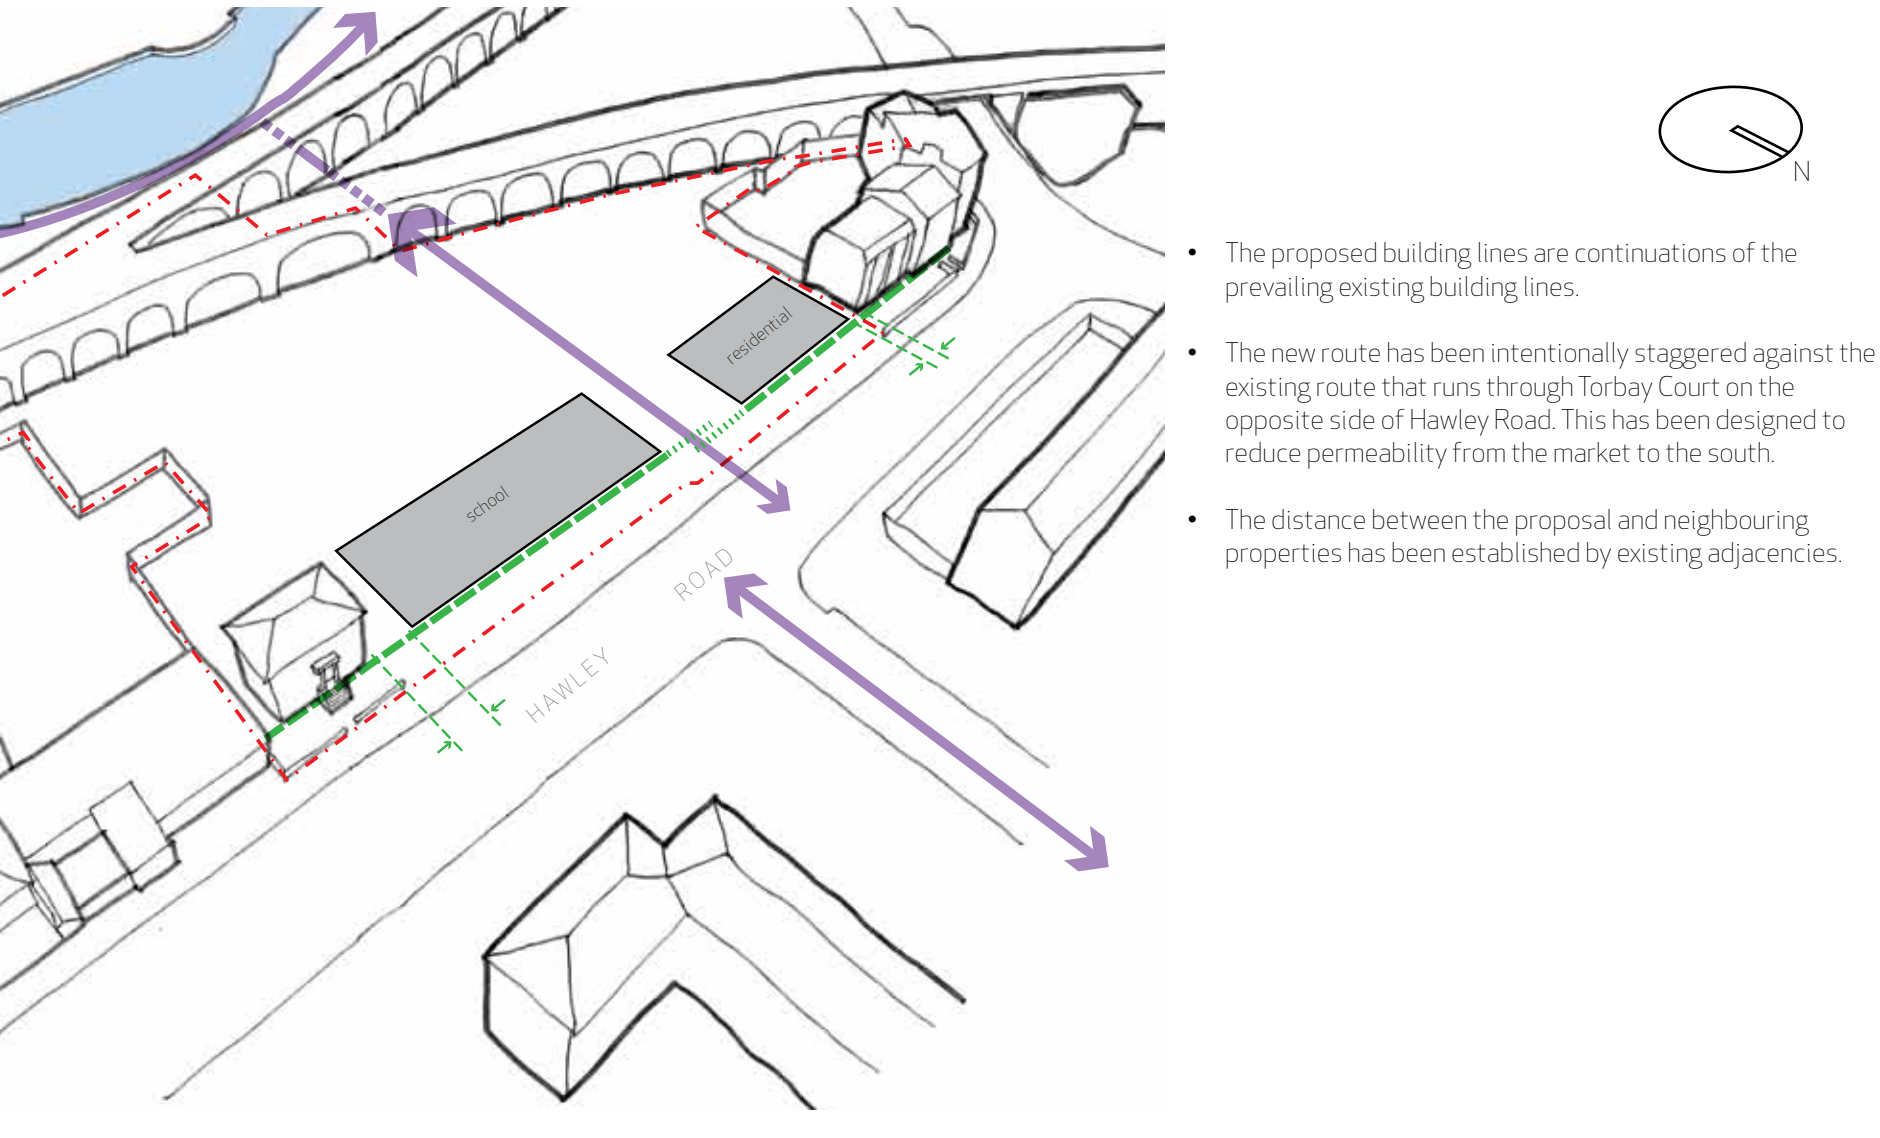 N
• The proposed building lines are continuations of the
prevailing existing building lines.
• The new route has been intentionally staggered against the
existing route that runs through Torbay Court on the
opposite side of Hawley Road. This has been designed to
reduce permeability from the market to the south.
• The distance between the proposal and neighbouring
properties has been established by existing adjacencies.
residential
school
HAWLEY ROAD